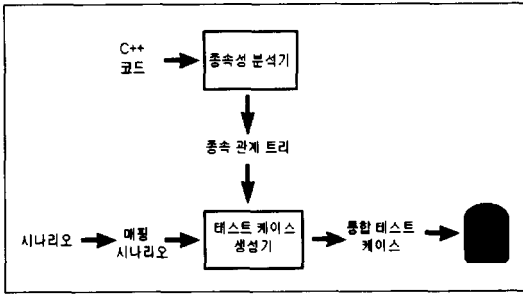 C++
코드
종속성 분석기
종속 관계 트리
시나리오
매핑
시나리오
테스트 케이스
생성기
통합 테스트
케이스